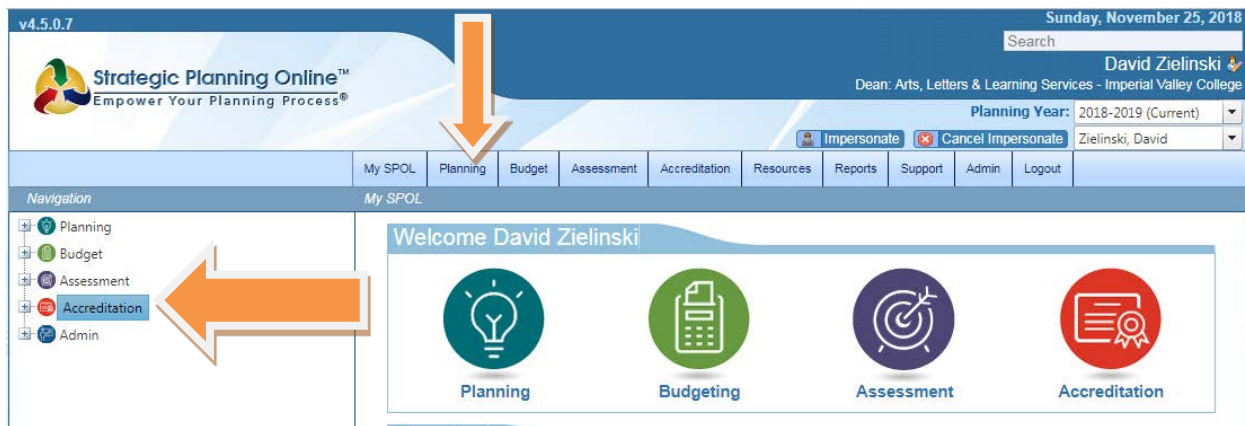 v4.5.0.7
Sunday, November 25, 2018
Search
Strategic Planning Online™
Empower Your Planning Process®
David Zielinski
Dean: Arts, Letters & Learning Services - Imperial Valley College
Planning Year: 2018-2019 (Current)
Impersonate Cancel Impersonate Zielinski, David
My SPOL Planning Budget Assessment Accreditation Resources Reports Support Admin Logout
Navigation My SPOL
Planning
Budget
Assessment
Accreditation
Admin
Welcome David Zielinski
Planning Budgeting Assessment Accreditation